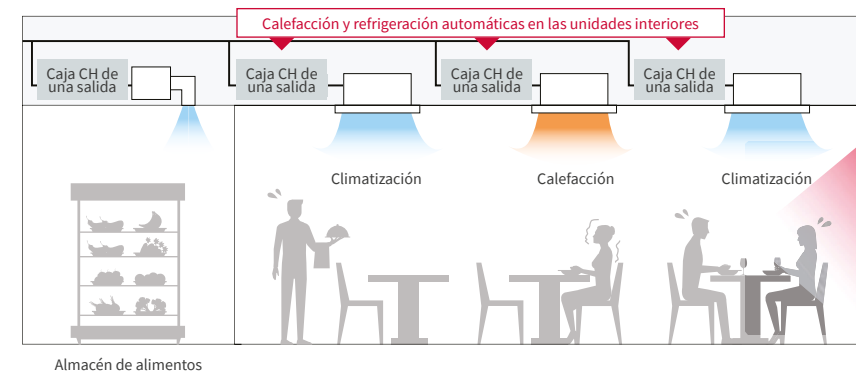 Calefacción y refrigeración automáticas en las unidades interiores
Caja CH de
una salida
Caja CH de
una salida
Caja CH de
una salida
Caja CH de
una salida
Climatización
Calefacción
Climatización
Almacén de alimentos